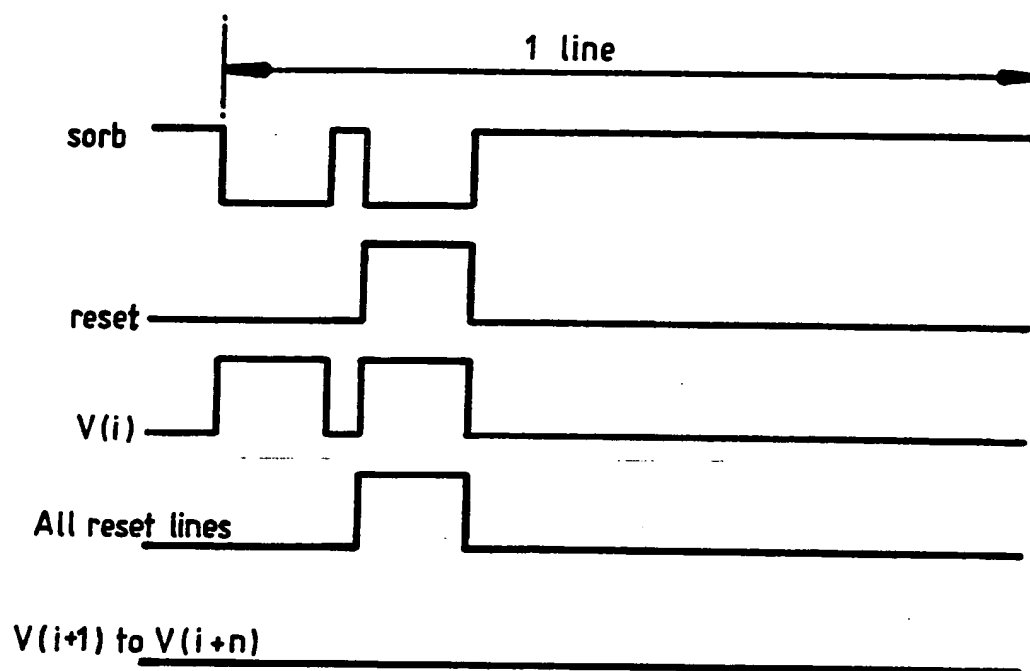 1 line
sorb
reset
V(i)
All reset lines
V(i+1) to V(i+n)